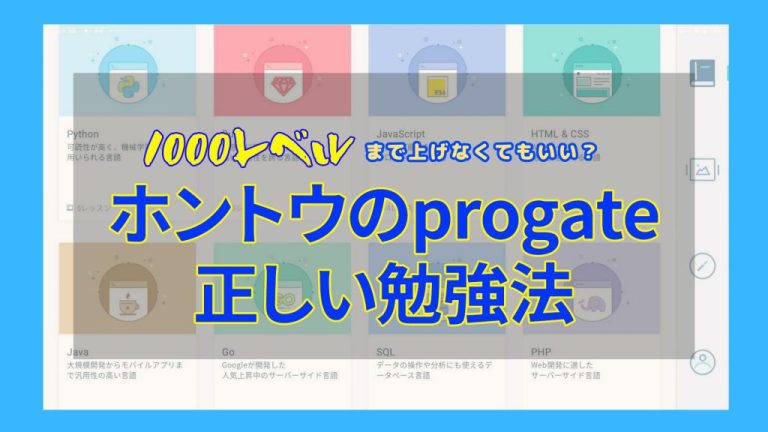 Python
JavaScript
HTML & CSS
可読性が高く、機械学
用いられる言語
1000レベル まで上げなくてもいい？
ホントウのprogate
正しい勉強法
Java
Go
SQL
PHP
大規模開発からモバイルアプリま
で汎用性の高い言語
Googleが開発した
人気上昇中のサーバーサイド言語
データの操作や分析にも使えるデ
ータベース言語
Web開発に適した
サーバーサイド言語